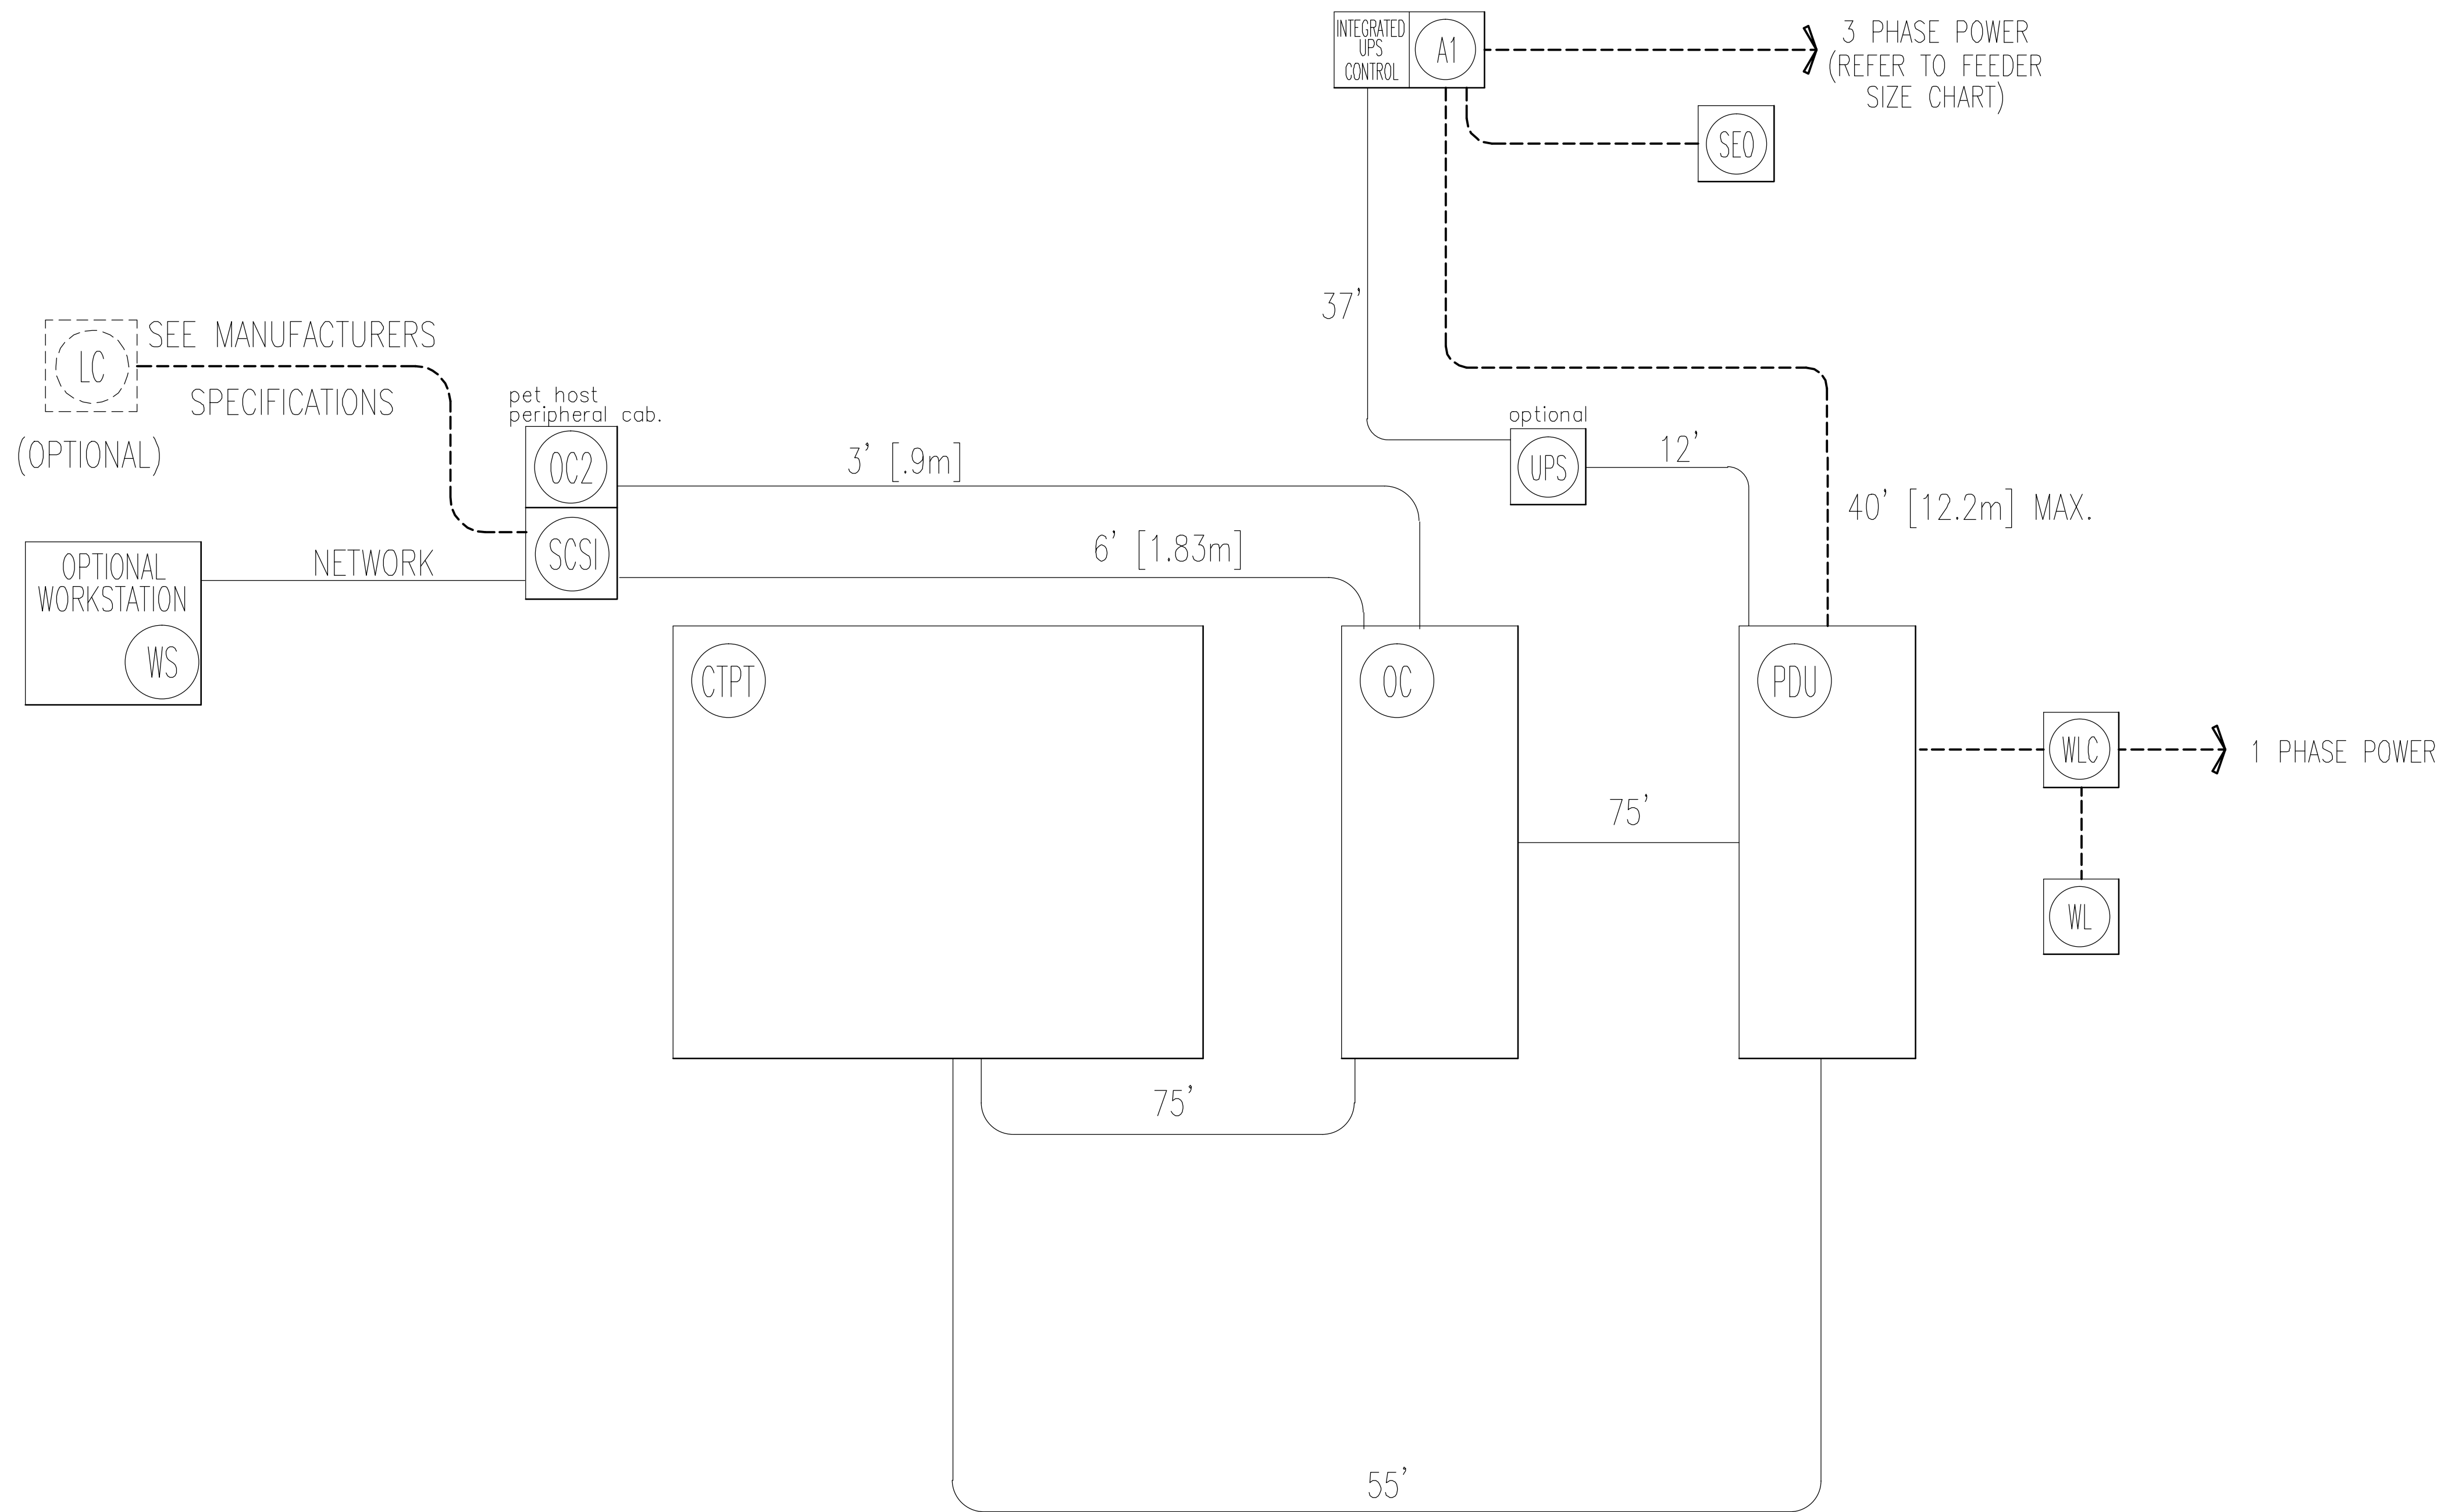 INTEGRATED
UPS
CONTROL
A1
3 PHASE POWER
(REFER TO FEEDER
SIZE CHART)
SEO
37'
LC
SEE MANUFACTURERS
SPECIFICATIONS
(OPTIONAL)
pet host
peripheral cab.
OC2
3' [.9m]
optional
UPS
12'
40' [12.2m] MAX.
SCSI
6' [1.83m]
NETWORK
OPTIONAL
WORKSTATION
WS
CTPT
OC
PDU
WLC
1 PHASE POWER
75'
WL
75'
55'